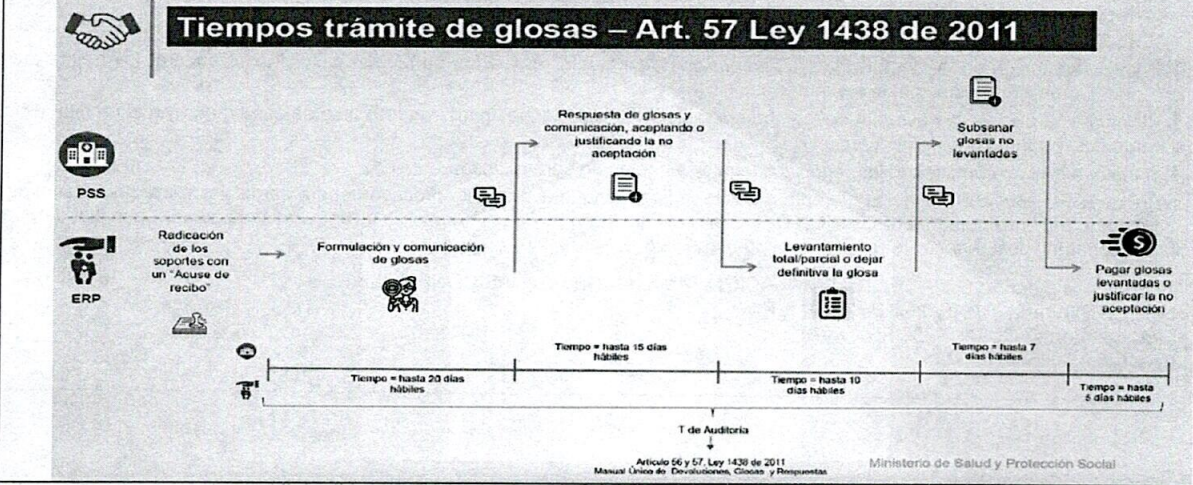 Tiempos trámite de glosas – Art. 57 Ley 1438 de 2011
PSS
Respuesta de glosas y
comunicación, aceptando o
justificando la no
aceptación
Subsanar
glosas no
levantadas
ERP
Radicación
de los
soportes con
un "Acuse de
recibo"
Formulación y comunicación
de glosas
Levantamiento
total/parcial o dejar
definitiva la glosa
Pagar glosas
levantadas o
justificar la no
aceptación
Tiempo = hasta 20 días
hábiles
Tiempo = hasta 15 días
hábiles
Tiempo = hasta 10
días hábiles
Tiempo = hasta 7
días hábiles
Tiempo = hasta
5 días hábiles
T de Auditoría
Artículo 56 y 57. Ley 1438 de 2011
Manual Único de Devoluciones, Glosas y Respuestas
Ministerio de Salud y Protección Social